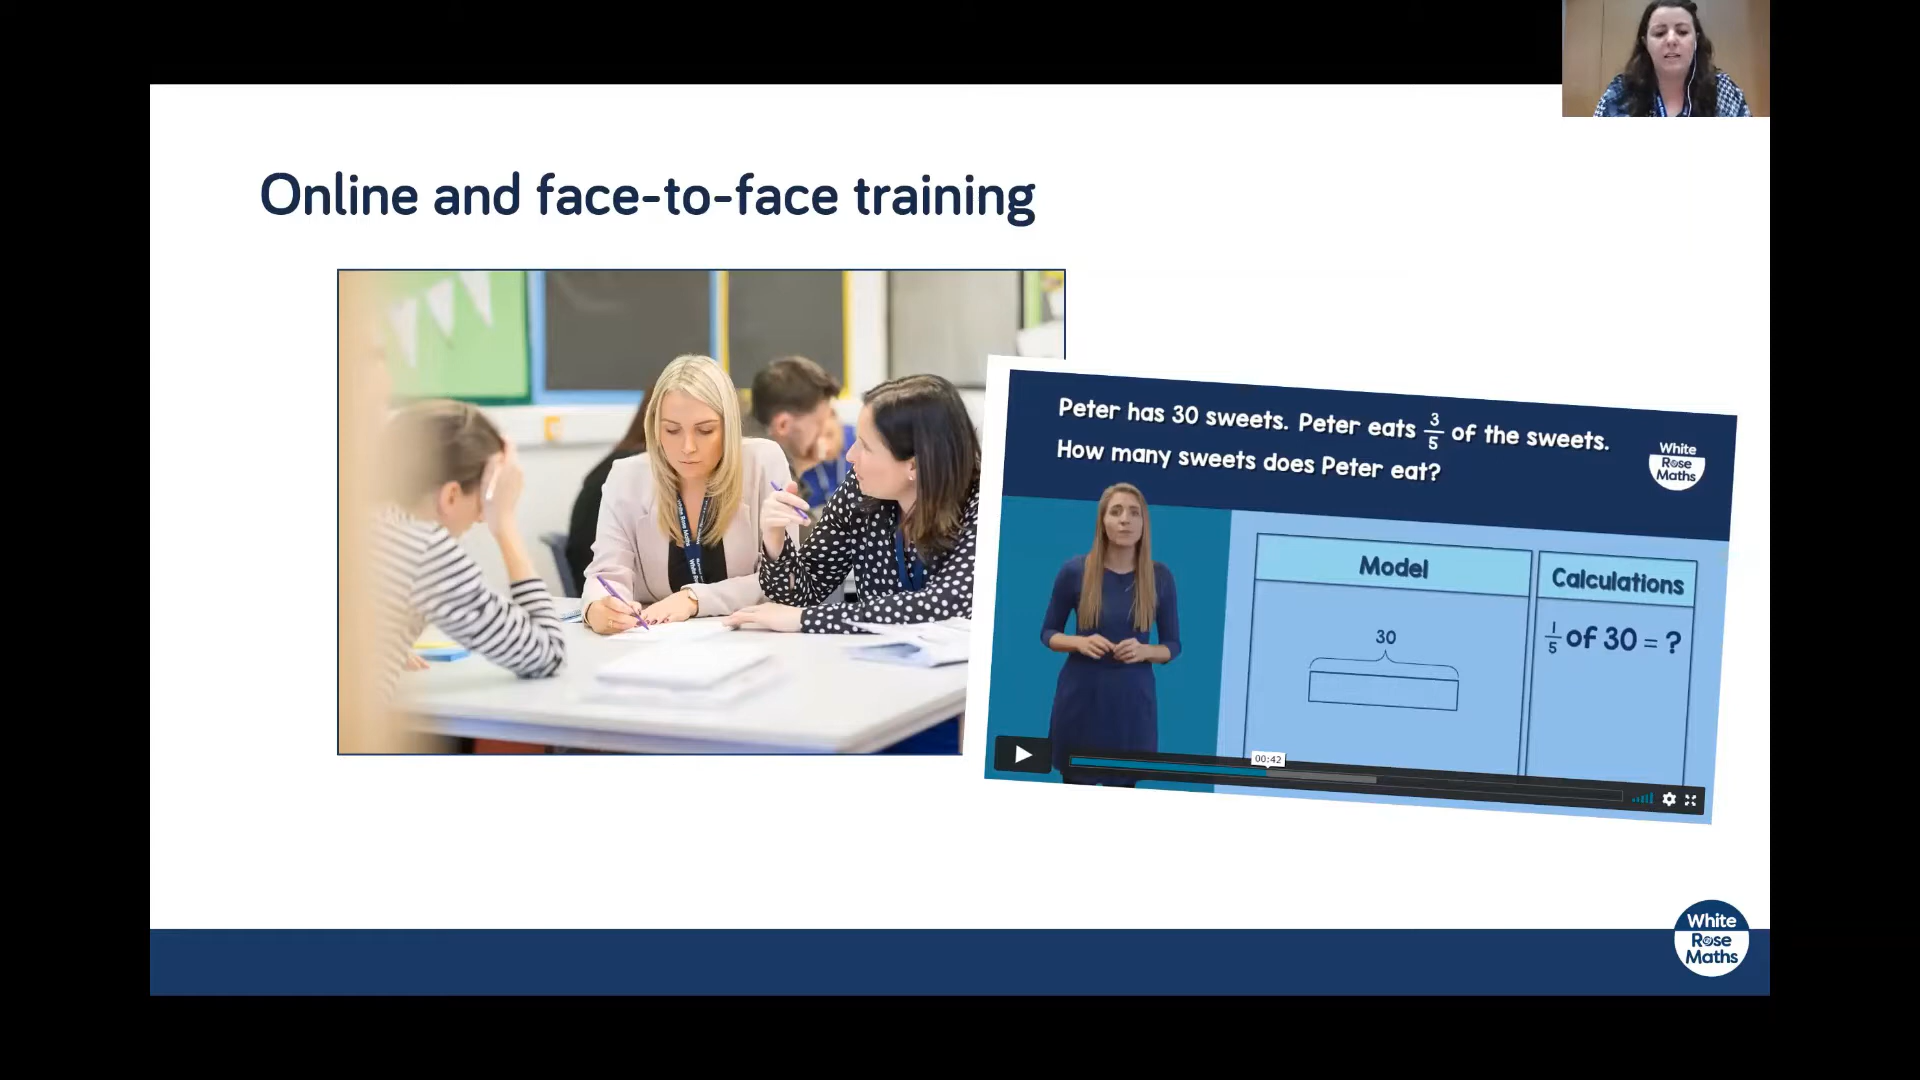 Online and face-to-face training
Peter has 30 sweets. Peter eats 3/5 of the sweets.
How many sweets does Peter eat?
White
Rose
Maths
Model
Calculations
30
1/5 of 30 = ?
00:42
White
Rose
Maths